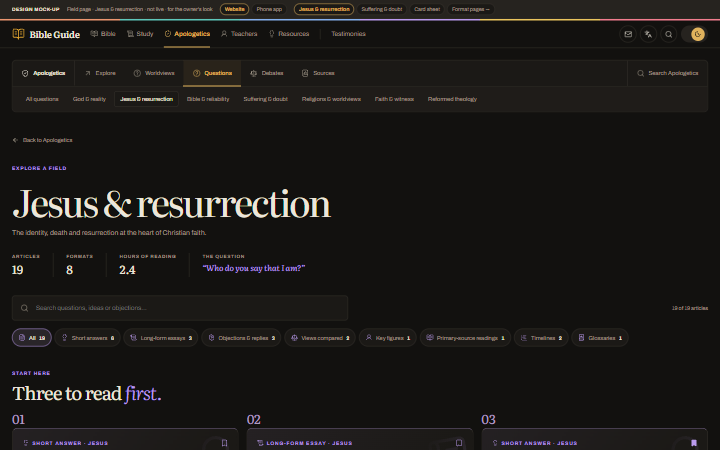 DESIGN MOCK-UP Field page · Jesus & resurrection · not live · for the owner's look Website Phone app Jesus & resurrection Suffering & doubt Card sheet Format pages→
Bible Guide Bible Study Apologetics Teachers Resources Testimonies
Apologetics Explore Worldviews Questions Debates Sources Search Apologetics
All questions God & reality Jesus & resurrection Bible & reliability Suffering & doubt Religions & worldviews Faith & witness Reformed theology
← Back to Apologetics
EXPLORE A FIELD
Jesus & resurrection
The identity, death and resurrection at the heart of Christian faith.
ARTICLES FORMATS HOURS OF READING THE QUESTION
19 8 2.4 “Who do you say that I am?”
Search questions, ideas or objections... 19 of 19 articles
All 19 Short answers 6 Long-form essays 3 Objections & replies 3 Views compared 2 Key figures 1 Primary-source readings 1 Timelines 2 Glossaries 1
START HERE
Three to read first.
01 02 03
SHORT ANSWER · JESUS LONG-FORM ESSAY · JESUS SHORT ANSWER · JESUS